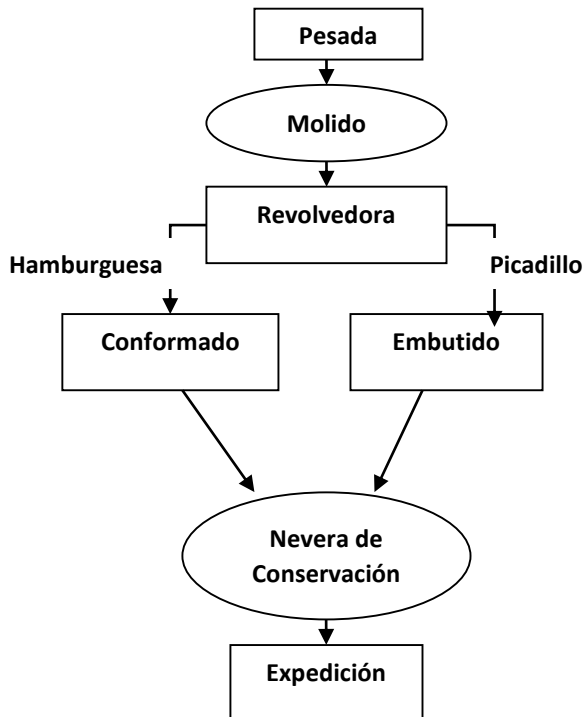 Pesada
Molido
Revolvedora
Hamburguesa
Picadillo
Conformado
Embutido
Nevera de
Conservación
Expedición